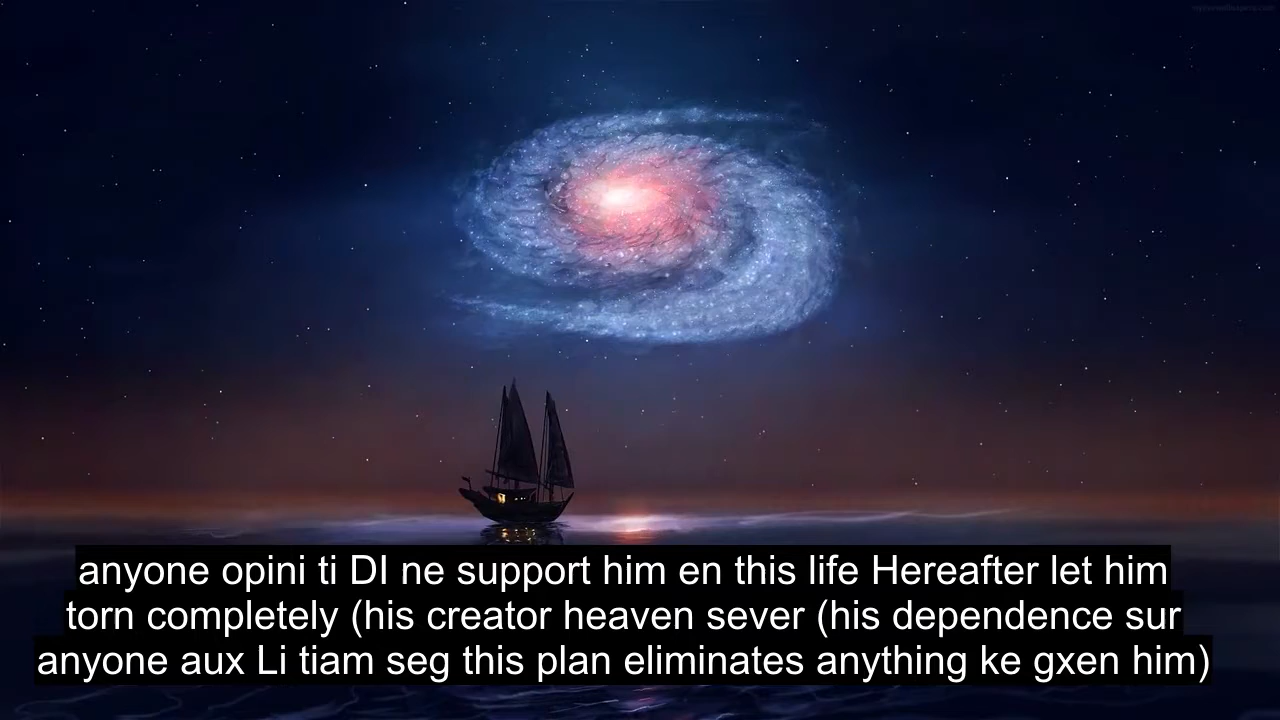 anyone opini ti DI ne support him en this life Hereafter let him
torn completely (his creator heaven sever (his dependence sur
anyone aux Li tiam seg this plan eliminates anything ke gxen him)